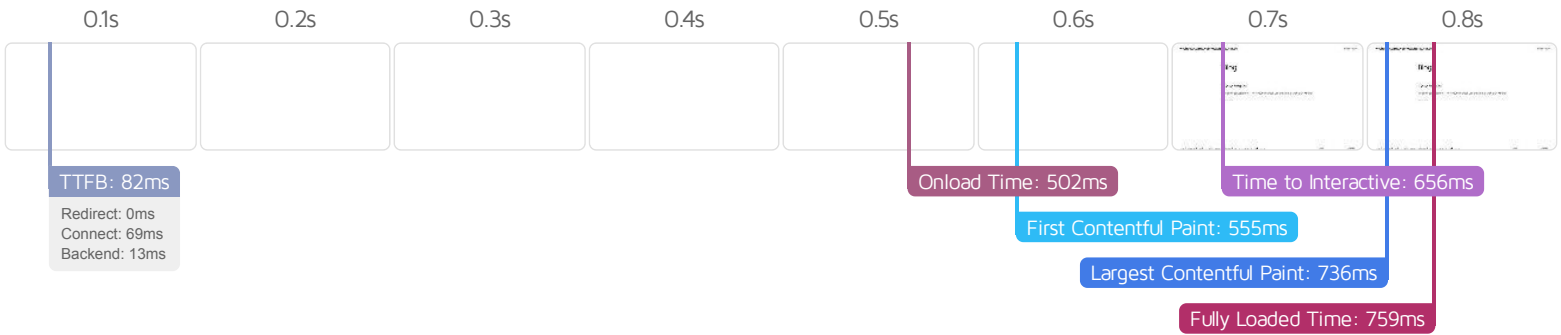 0.1s
0.2s
0.3s
0.4s
0.5s
0.6s
0.7s
0.8s
Blog
Blog
TTFB: 82ms
Redirect: 0ms
Connect: 69ms
Backend: 13ms
Onload Time: 502ms
Time to Interactive: 656ms
First Contentful Paint: 555ms
Largest Contentful Paint: 736ms
Fully Loaded Time: 759ms